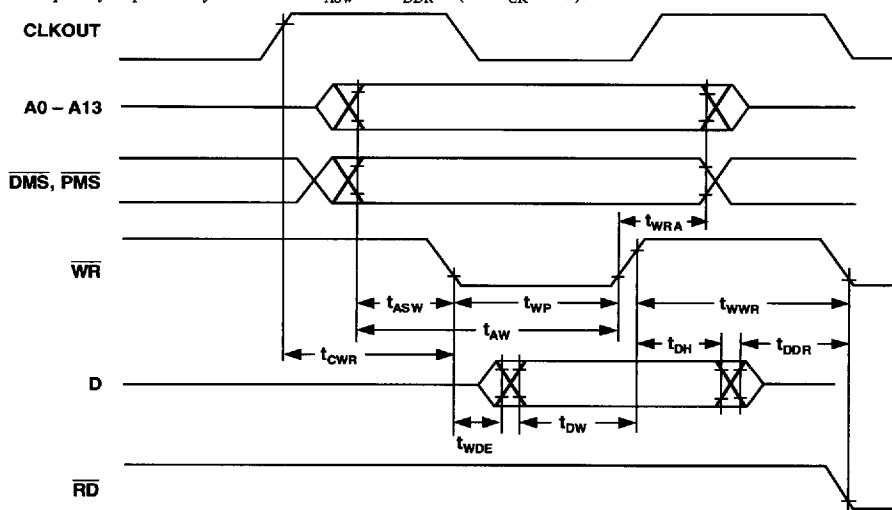 CLKOUT
A0 – A13
DMS, PMS
tWRA
WR
tASW
tWP
tWWR
tAW
tDH
tDDR
tCWR
D
tWDE
tDW
RD